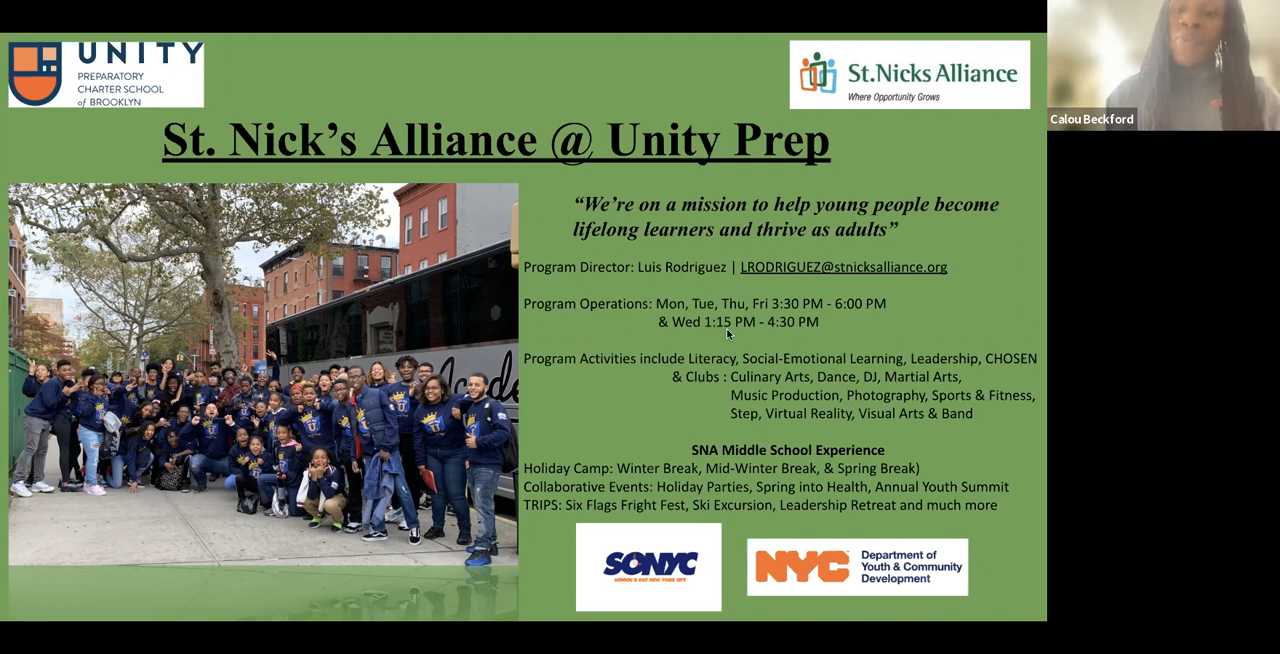 UNITY
PREPARATORY
CHARTER SCHOOL
of BROOKLYN
St.Nicks Alliance
Where Opportunity Grows
Calou Beckford
St. Nick’s Alliance @ Unity Prep
“We’re on a mission to help young people become
lifelong learners and thrive as adults”
Program Director: Luis Rodriguez | LRODRIGUEZ@stnicksalliance.org
Program Operations: Mon, Tue, Thu, Fri 3:30 PM - 6:00 PM
& Wed 1:15 PM - 4:30 PM
Program Activities include Literacy, Social-Emotional Learning, Leadership, CHOSEN
& Clubs : Culinary Arts, Dance, DJ, Martial Arts,
Music Production, Photography, Sports & Fitness,
Step, Virtual Reality, Visual Arts & Band
SNA Middle School Experience
Holiday Camp: Winter Break, Mid-Winter Break, & Spring Break)
Collaborative Events: Holiday Parties, Spring into Health, Annual Youth Summit
TRIPS: Six Flags Fright Fest, Ski Excursion, Leadership Retreat and much more
SONYC
SCHOOL'S OUT NEW YORK CITY
NYC
Department of
Youth & Community
Development